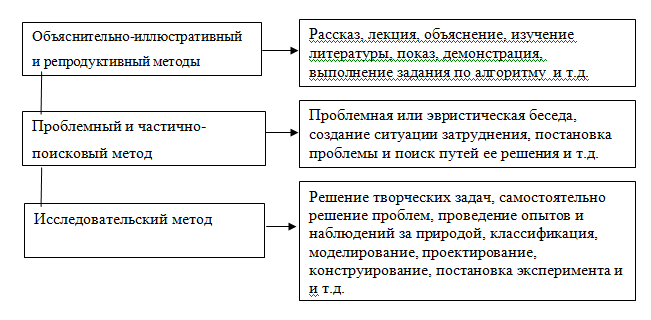 Объяснительно-иллюстративный
и репродуктивный методы
Рассказ, лекция, объяснение, изучение
литературы, показ, демонстрация,
выполнение задания по алгоритму и т.д.
Проблемный и частично-
поисковый метод
Проблемная или эвристическая беседа,
создание ситуации затруднения, постановка
проблемы и поиск путей ее решения и т.д.
Исследовательский метод
Решение творческих задач, самостоятельно
решение проблем, проведение опытов и
наблюдений за природой, классификация,
моделирование, проектирование,
конструирование, постановка эксперимента и
и т.д.